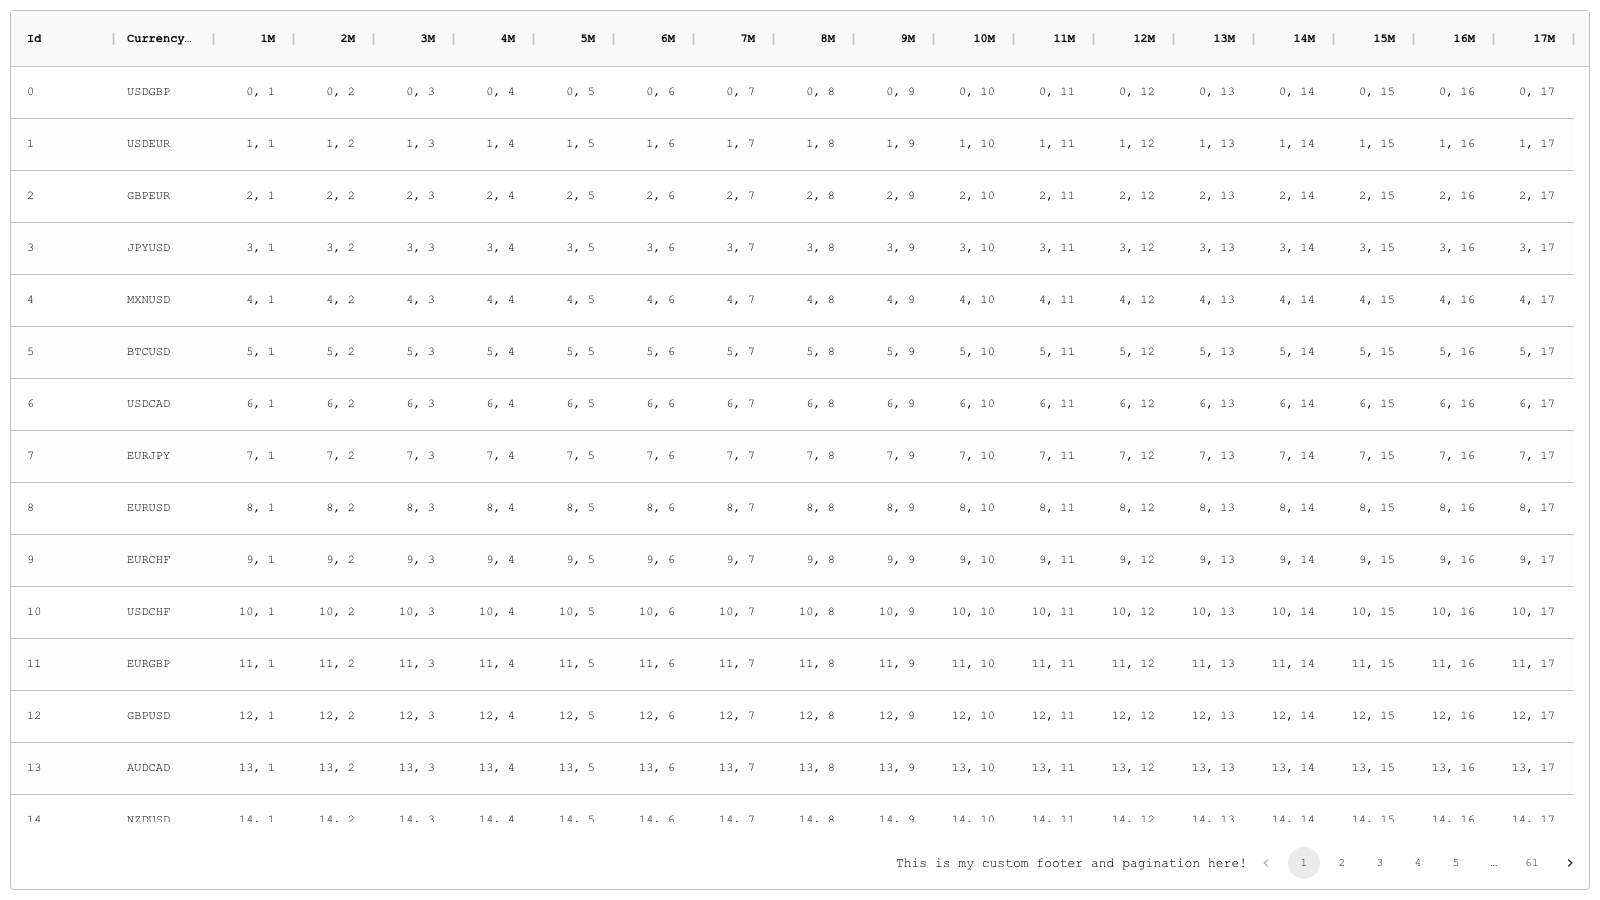 Id | Currency… | 1M | 2M | 3M | 4M | 5M | 6M | 7M | 8M | 9M | 10M | 11M | 12M | 13M | 14M | 15M | 16M | 17M |
0 USDGBP 0, 1 0, 2 0, 3 0, 4 0, 5 0, 6 0, 7 0, 8 0, 9 0, 10 0, 11 0, 12 0, 13 0, 14 0, 15 0, 16 0, 17
1 USDEUR 1, 1 1, 2 1, 3 1, 4 1, 5 1, 6 1, 7 1, 8 1, 9 1, 10 1, 11 1, 12 1, 13 1, 14 1, 15 1, 16 1, 17
2 GBPEUR 2, 1 2, 2 2, 3 2, 4 2, 5 2, 6 2, 7 2, 8 2, 9 2, 10 2, 11 2, 12 2, 13 2, 14 2, 15 2, 16 2, 17
3 JPYUSD 3, 1 3, 2 3, 3 3, 4 3, 5 3, 6 3, 7 3, 8 3, 9 3, 10 3, 11 3, 12 3, 13 3, 14 3, 15 3, 16 3, 17
4 MXNUSD 4, 1 4, 2 4, 3 4, 4 4, 5 4, 6 4, 7 4, 8 4, 9 4, 10 4, 11 4, 12 4, 13 4, 14 4, 15 4, 16 4, 17
5 BTCUSD 5, 1 5, 2 5, 3 5, 4 5, 5 5, 6 5, 7 5, 8 5, 9 5, 10 5, 11 5, 12 5, 13 5, 14 5, 15 5, 16 5, 17
6 USDCAD 6, 1 6, 2 6, 3 6, 4 6, 5 6, 6 6, 7 6, 8 6, 9 6, 10 6, 11 6, 12 6, 13 6, 14 6, 15 6, 16 6, 17
7 EURJPY 7, 1 7, 2 7, 3 7, 4 7, 5 7, 6 7, 7 7, 8 7, 9 7, 10 7, 11 7, 12 7, 13 7, 14 7, 15 7, 16 7, 17
8 EURUSD 8, 1 8, 2 8, 3 8, 4 8, 5 8, 6 8, 7 8, 8 8, 9 8, 10 8, 11 8, 12 8, 13 8, 14 8, 15 8, 16 8, 17
9 EURCHF 9, 1 9, 2 9, 3 9, 4 9, 5 9, 6 9, 7 9, 8 9, 9 9, 10 9, 11 9, 12 9, 13 9, 14 9, 15 9, 16 9, 17
10 USDCHF 10, 1 10, 2 10, 3 10, 4 10, 5 10, 6 10, 7 10, 8 10, 9 10, 10 10, 11 10, 12 10, 13 10, 14 10, 15 10, 16 10, 17
11 EURGBP 11, 1 11, 2 11, 3 11, 4 11, 5 11, 6 11, 7 11, 8 11, 9 11, 10 11, 11 11, 12 11, 13 11, 14 11, 15 11, 16 11, 17
12 GBPUSD 12, 1 12, 2 12, 3 12, 4 12, 5 12, 6 12, 7 12, 8 12, 9 12, 10 12, 11 12, 12 12, 13 12, 14 12, 15 12, 16 12, 17
13 AUDCAD 13, 1 13, 2 13, 3 13, 4 13, 5 13, 6 13, 7 13, 8 13, 9 13, 10 13, 11 13, 12 13, 13 13, 14 13, 15 13, 16 13, 17
14 NZDUSD 14, 1 14, 2 14, 3 14, 4 14, 5 14, 6 14, 7 14, 8 14, 9 14, 10 14, 11 14, 12 14, 13 14, 14 14, 15 14, 16 14, 17
This is my custom footer and pagination here! ‹ 1 2 3 4 5 … 61 ›